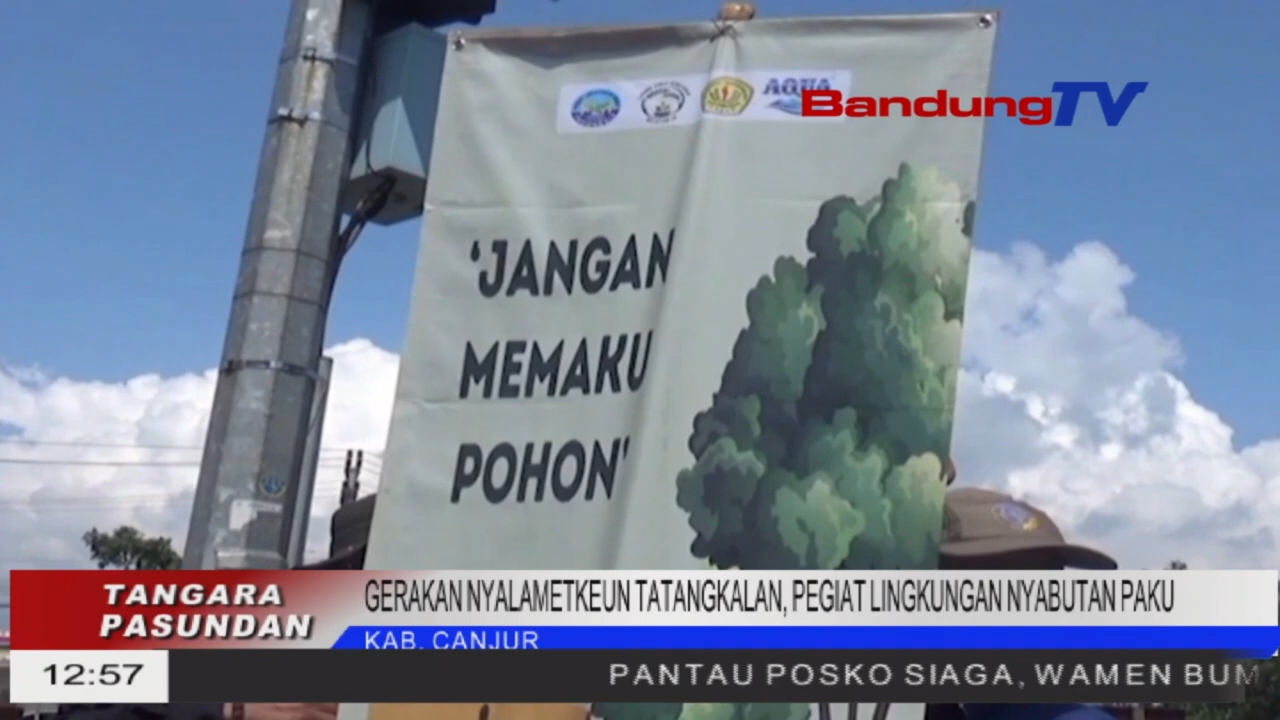 AQUA
BandungTV
'JANGAN
MEMAKU
POHON'
TANGARA
PASUNDAN
GERAKAN NYALAMETKEUN TATANGKALAN, PEGIAT LINGKUNGAN NYABUTAN PAKU
KAB. CANJUR
12:57
PANTAU POSKO SIAGA, WAMEN BUM